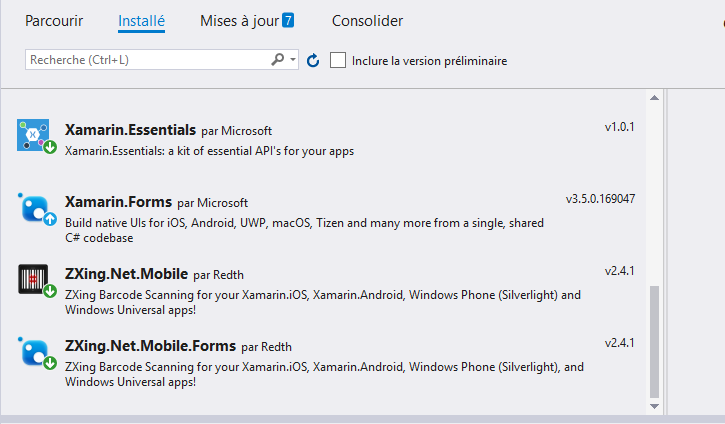 Parcourir Installé Mises à jour 7 Consolider
Recherche (Ctrl+L) Inclure la version préliminaire
Xamarin.Essentials par Microsoft v1.0.1
Xamarin.Essentials: a kit of essential API's for your apps
Xamarin.Forms par Microsoft v3.5.0.169047
Build native UIs for iOS, Android, UWP, macOS, Tizen and many more from a single, shared
C# codebase
ZXing.Net.Mobile par Redth v2.4.1
ZXing Barcode Scanning for your Xamarin.iOS, Xamarin.Android, Windows Phone (Silverlight) and
Windows Universal apps!
ZXing.Net.Mobile.Forms par Redth v2.4.1
ZXing Barcode Scanning for your Xamarin.iOS, Xamarin.Android, Windows Phone (Silverlight), and
Windows Universal apps!